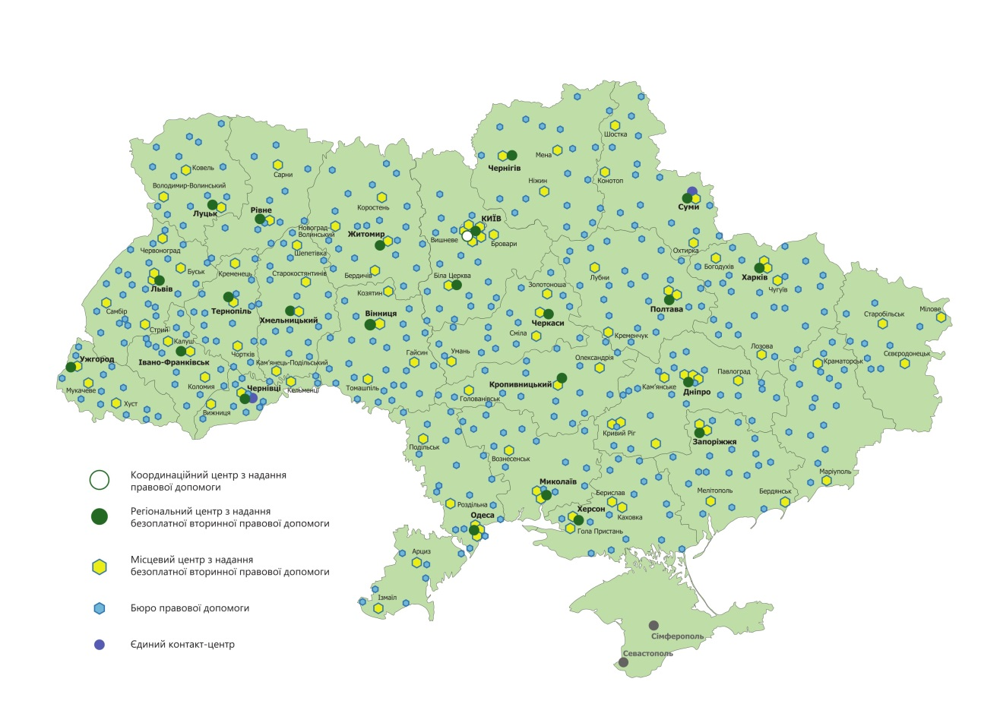 Шостка
Мена
Чернігів
Конотоп
Ніжин
Суми
Ковель
Сарни
Володимир-Волинський
Луцьк
Рівне
Коростень
КИЇВ
Новоград-
Волинський
Житомир
Вишневе
Бровари
Охтирка
Червоноград
Шепетівка
Богодухів
Буськ
Кременець
Старокостянтинів
Бердичів
Біла Церква
Лубни
Харків
Чугуїв
Львів
Козятин
Золотоноша
Самбір
Тернопіль
Хмельницький
Вінниця
Черкаси
Полтава
Старобільськ
Мілове
Стрий
Калуш
Сміла
Кременчук
Лозова
Ужгород
Івано-Франківськ
Чортків
Кам’янець-Подільський
Гайсин
Умань
Олександрія
Краматорськ
Сєвєродонецьк
Мукачеве
Коломия
Чернівці
Кельменці
Томашпіль
Кропивницький
Павлоград
Кам’янське
Дніпро
Хуст
Вижниця
Голованівськ
Кривий Ріг
Запоріжжя
Подільськ
Вознесенськ
Маріуполь
Миколаїв
Берислав
Мелітополь
Бердянськ
Роздільна
Одеса
Херсон
Каховка
Гола Пристань
Арциз
Ізмаїл
Сімферополь
Севастополь
Координаційний центр з надання
правової допомоги
Регіональний центр з надання
безоплатної вторинної правової допомоги
Місцевий центр з надання
безоплатної вторинної правової допомоги
Бюро правової допомоги
Єдиний контакт-центр